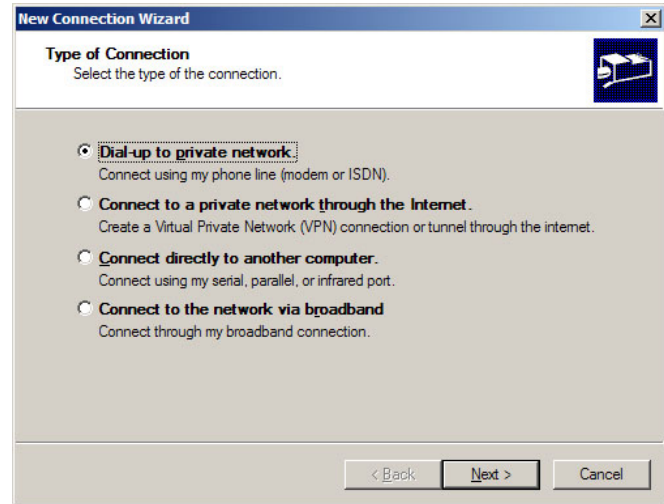 New Connection Wizard
Type of Connection
Select the type of the connection.
Dial-up to private network.
Connect using my phone line (modem or ISDN).
Connect to a private network through the Internet.
Create a Virtual Private Network (VPN) connection or tunnel through the internet.
Connect directly to another computer.
Connect using my serial, parallel, or infrared port.
Connect to the network via broadband
Connect through my broadband connection.
< Back Next > Cancel